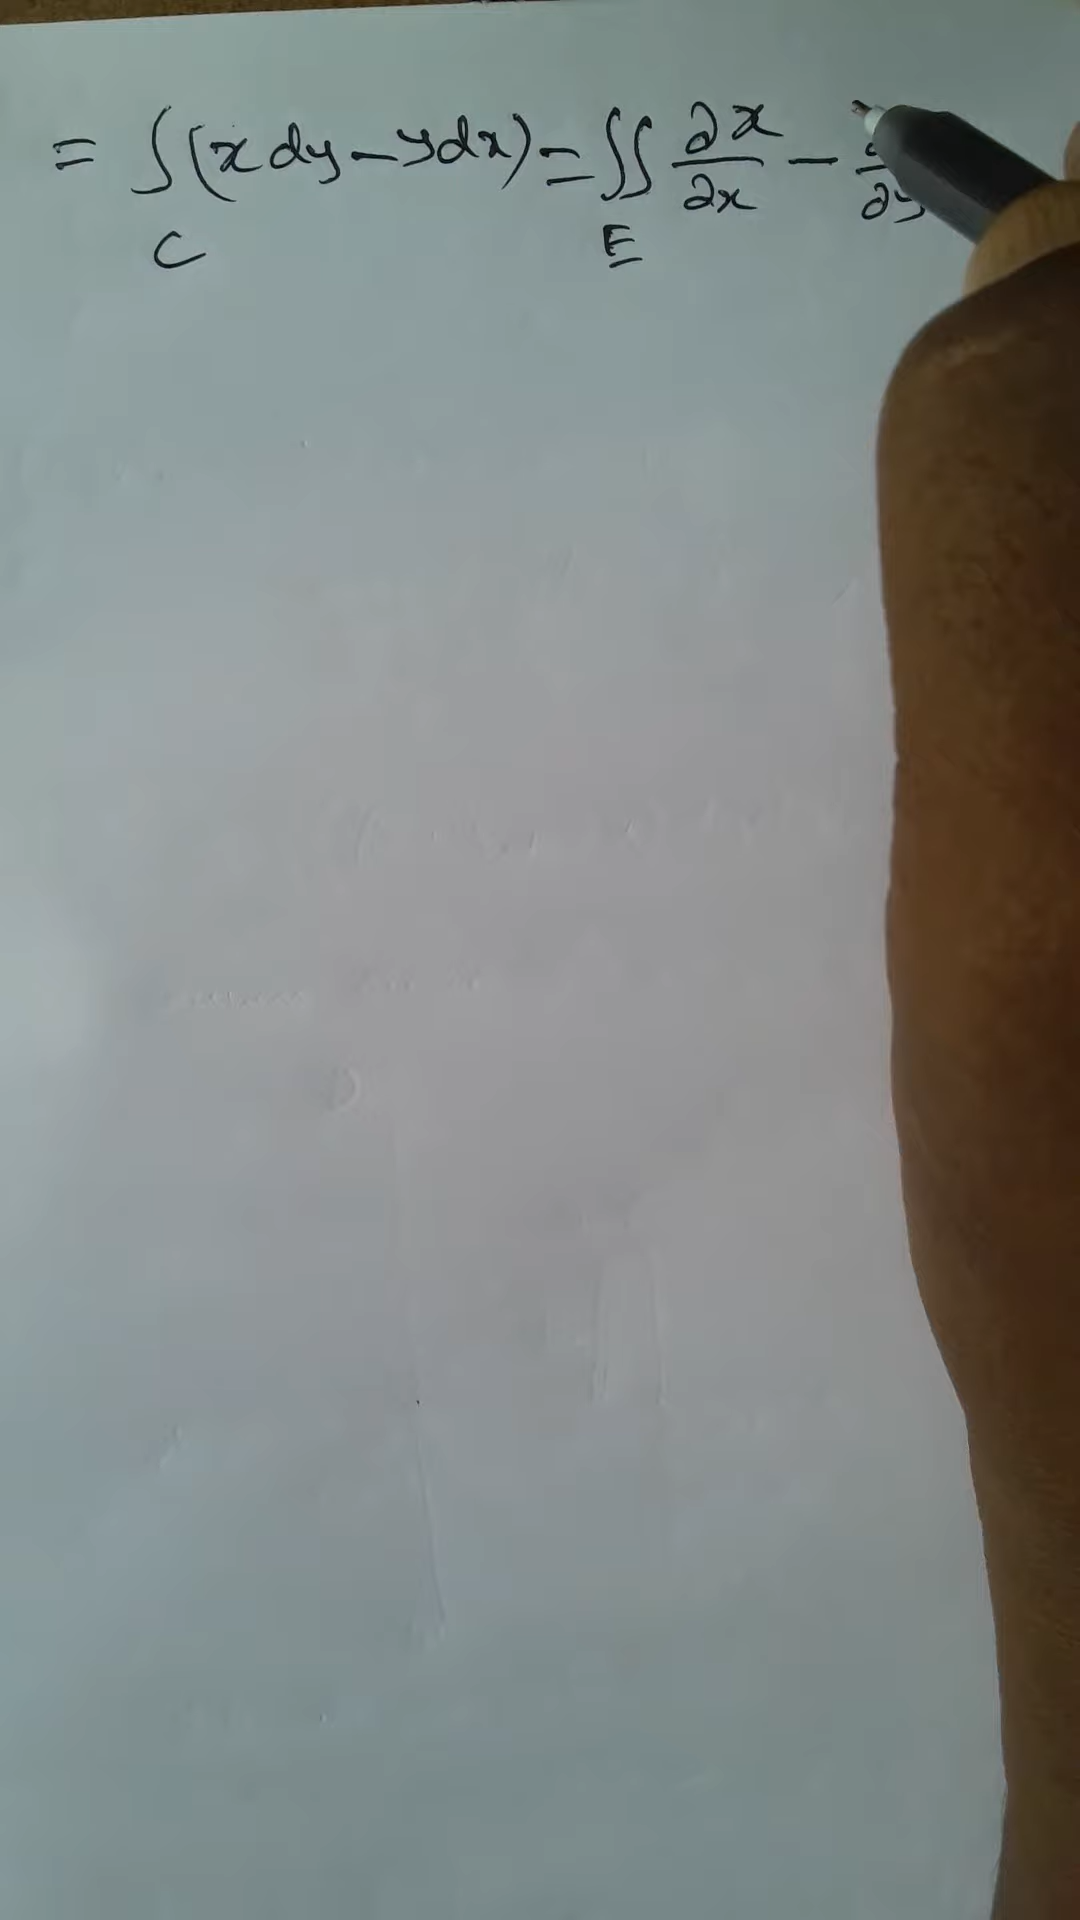 = ∫(x dy - y dx) = ∬ ∂x/∂x - ∂/∂y
C E